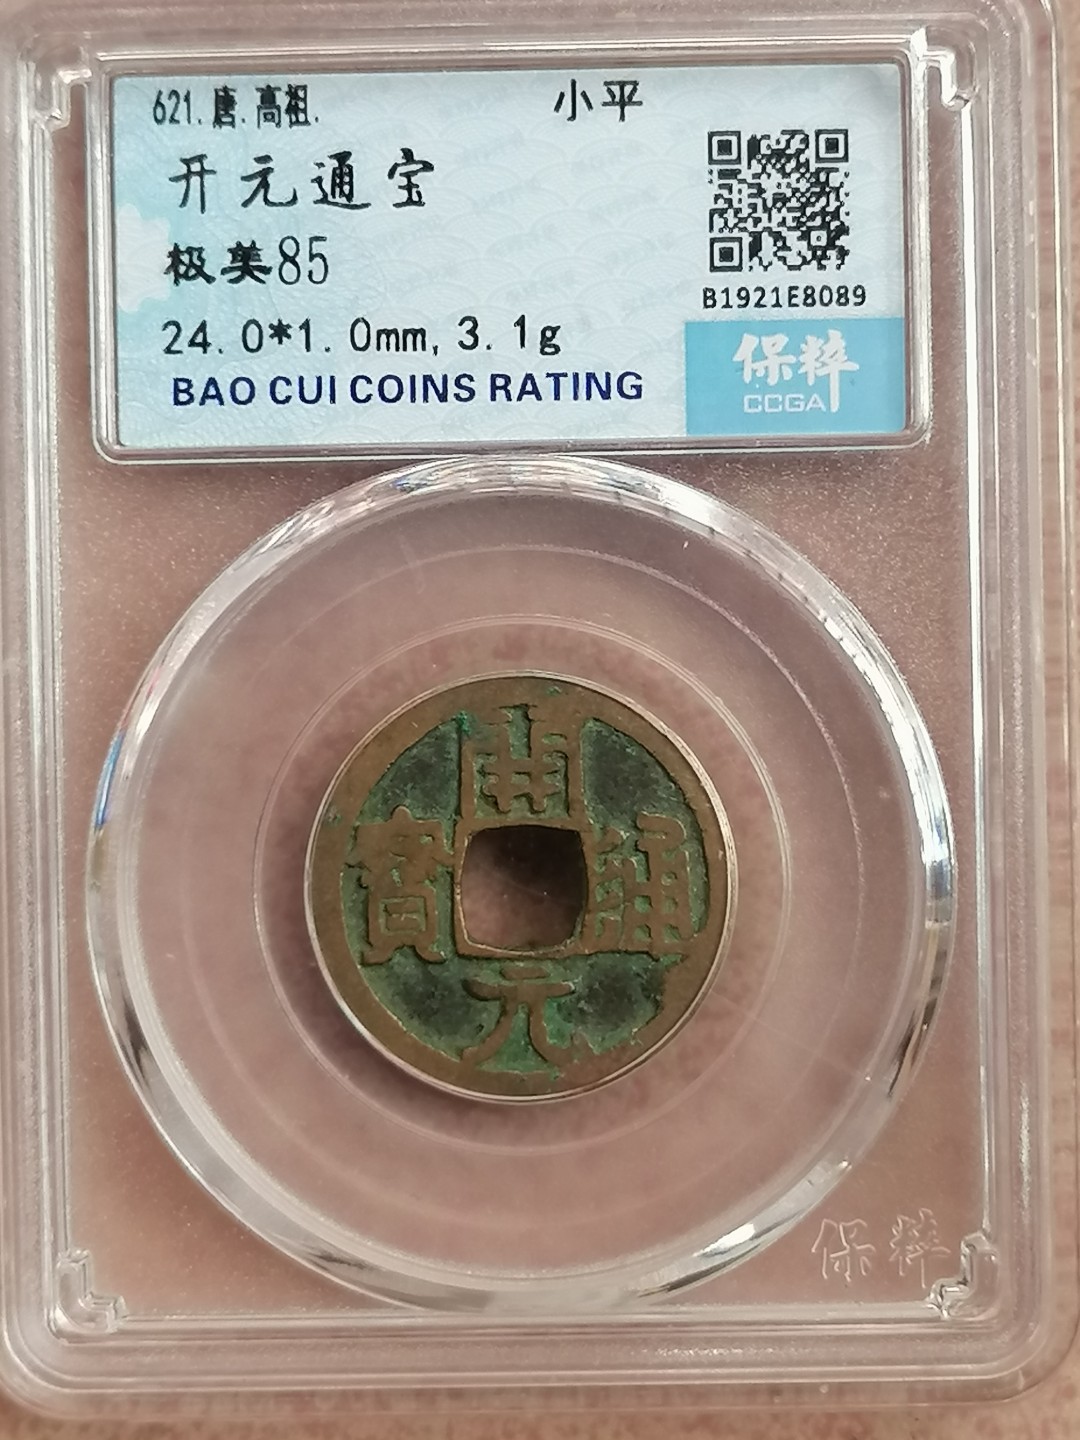 621.唐.高祖. 小平
开元通宝
极美85
24.0*1.0mm,3.1g
BAO CUI COINS RATING
B1921E8089
保粹
CCGA
開
寶 通
元
保粹